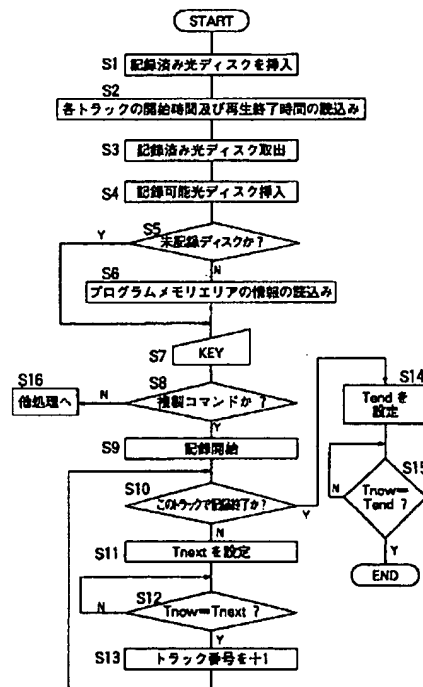 START
S1 記録済み光ディスクを挿入
S2
各トラックの開始時間及び再生終了時間の読込み
S3 記録済み光ディスク取出
S4 記録可能光ディスク挿入
S5
Y 未記録ディスクか?
N
S6
プログラムメモリエリアの情報の読込み
S7 KEY
S8
S16
他処理へ N 複製コマンドか?
Y
S9 記録開始
S10
このトラックで記録終了か? Y
N
S11 Tnextを設定
S12
N Tnow=Tnext ?
Y
S13 トラック番号を+1
S14
Tendを
設定
S15
Tnow=
N Tend ?
Y
END